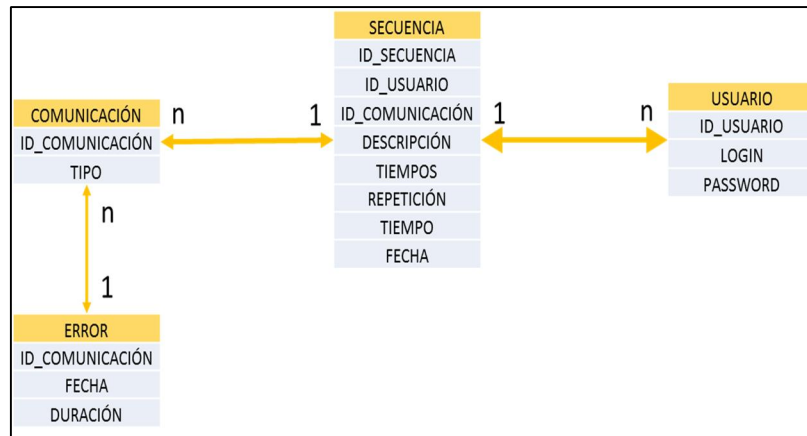 SECUENCIA
ID_SECUENCIA
ID_USUARIO
ID_COMUNICACIÓN
DESCRIPCIÓN
TIEMPOS
REPETICIÓN
TIEMPO
FECHA
COMUNICACIÓN
ID_COMUNICACIÓN
TIPO
n
1
1
n
USUARIO
ID_USUARIO
LOGIN
PASSWORD
n
1
ERROR
ID_COMUNICACIÓN
FECHA
DURACIÓN